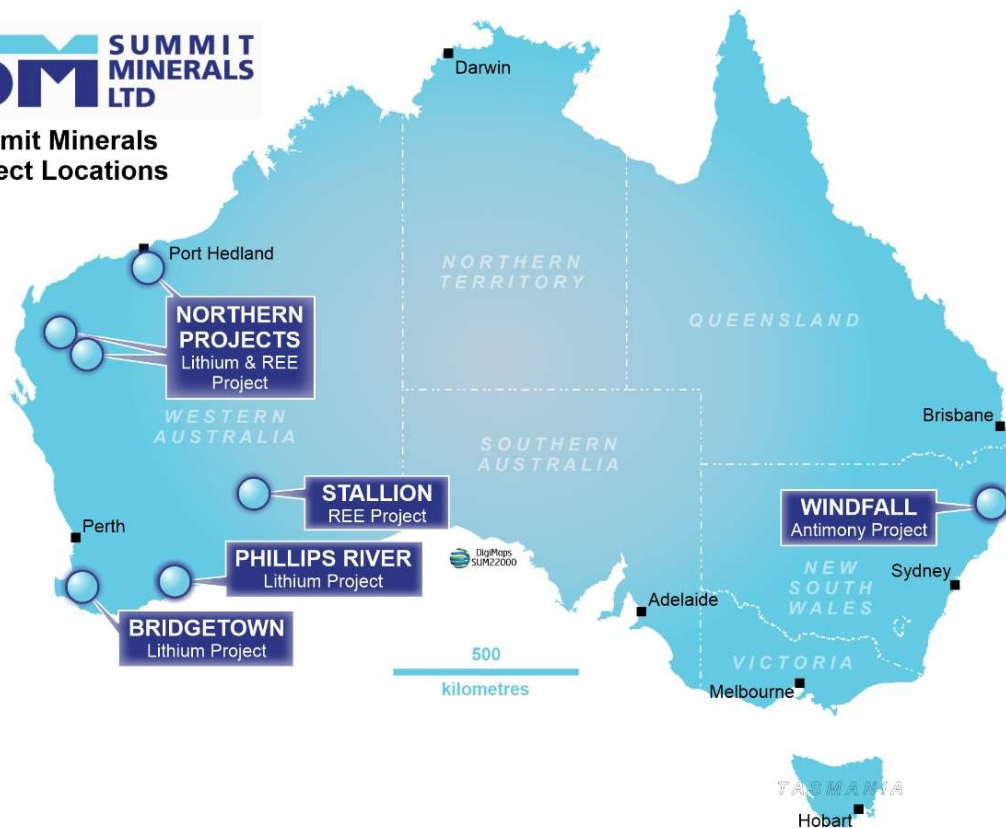 SUMMIT
MINERALS
LTD
mit Minerals
ect Locations
Darwin
Port Hedland
NORTHERN
PROJECTS
Lithium & REE
Project
NORTHERN
TERRITORY
QUEENSLAND
WESTERN
AUSTRALIA
SOUTHERN
AUSTRALIA
Brisbane
STALLION
REE Project
WINDFALL
Antimony Project
Perth
PHILLIPS RIVER
Lithium Project
DigiMaps
SUM22000
NEW
SOUTH
WALES
Sydney
Adelaide
BRIDGETOWN
Lithium Project
500
kilometres
VICTORIA
Melbourne
TASMANIA
Hobart